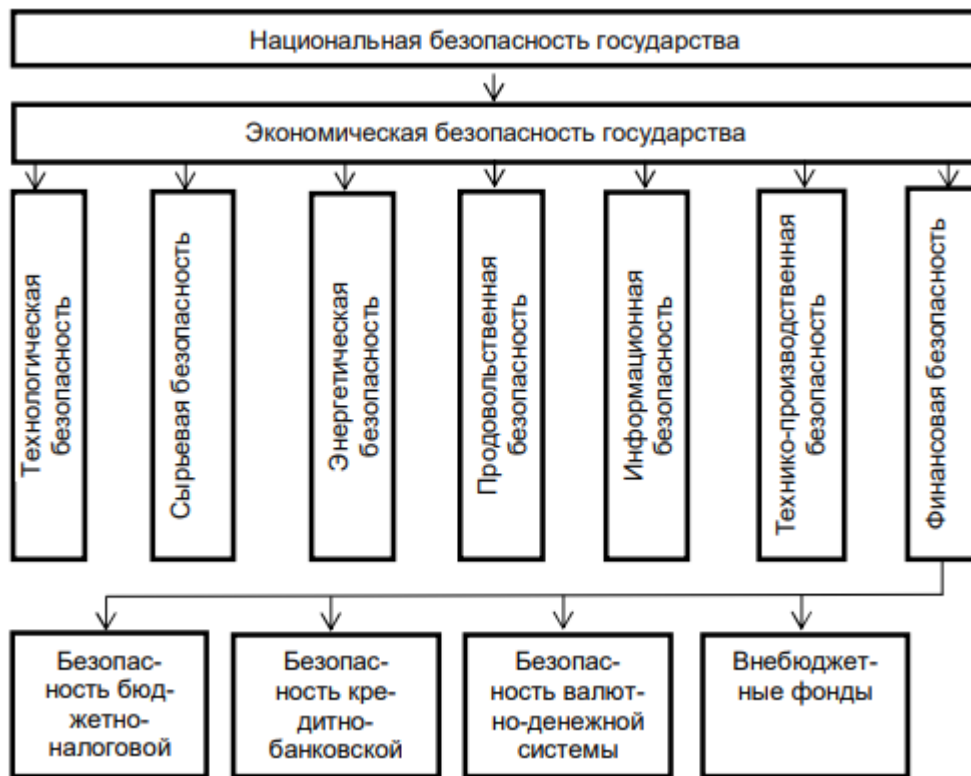 Национальная безопасность государства
Экономическая безопасность государства
Технологическая
безопасность
Сырьевая безопасность
Энергетическая
безопасность
Продовольственная
безопасность
Информационная
безопасность
Технико-производственная
безопасность
Финансовая безопасность
Безопас-
ность бюд-
жетно-
налоговой
Безопас-
ность кре-
дитно-
банковской
Безопас-
ность валют-
но-денежной
системы
Внебюджет-
ные фонды